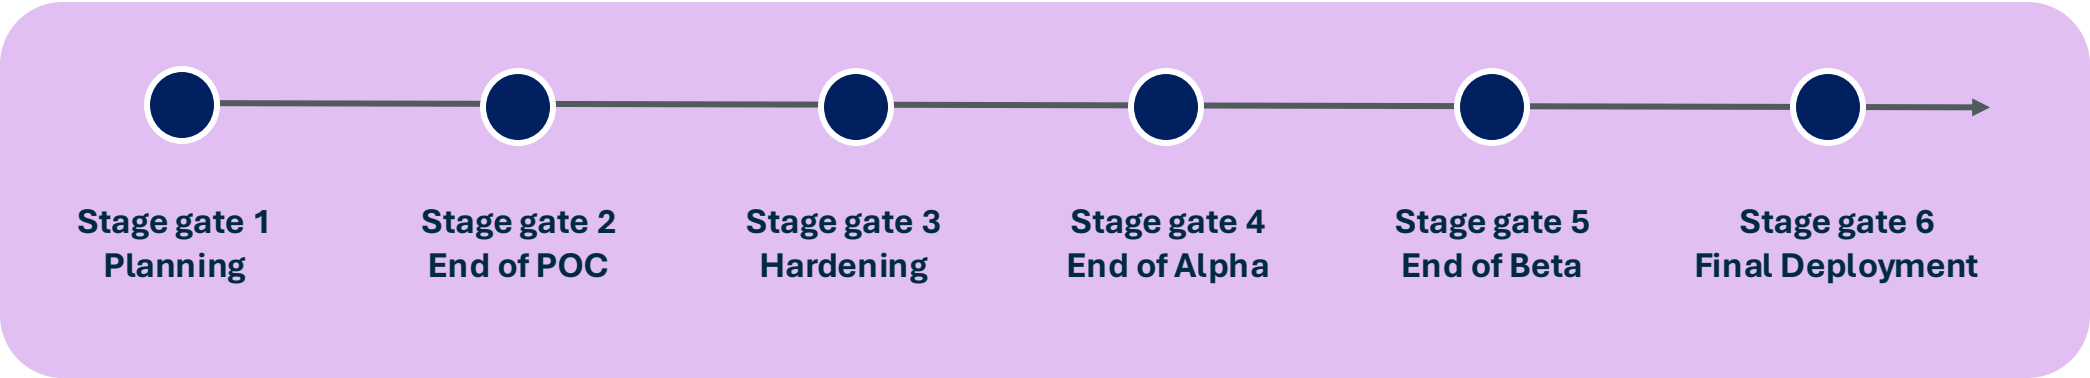 Stage gate 1
Planning
Stage gate 2
End of POC
Stage gate 3
Hardening
Stage gate 4
End of Alpha
Stage gate 5
End of Beta
Stage gate 6
Final Deployment